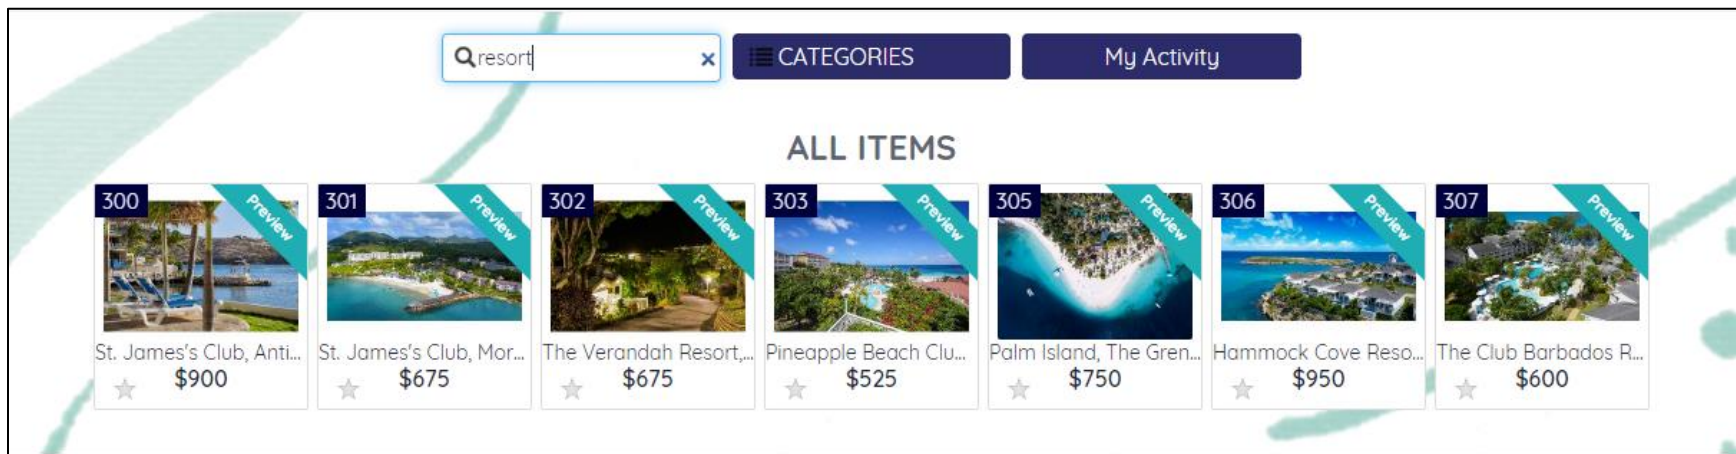 resort
CATEGORIES
My Activity
ALL ITEMS
300
Preview
St. James's Club, Anti...
$900
301
Preview
St. James's Club, Mor...
$675
302
Preview
The Verandah Resort,...
$675
303
Preview
Pineapple Beach Clu...
$525
305
Preview
Palm Island, The Gren...
$750
306
Preview
Hammock Cove Reso...
$950
307
Preview
The Club Barbados R...
$600